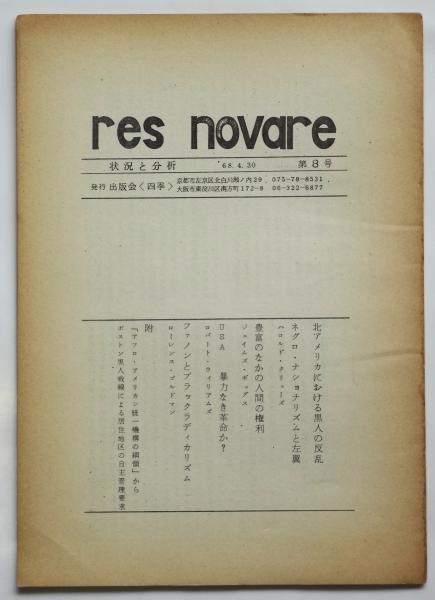 res novare
状況と分析 '68.4.30 第8号
発行 出版会〈四季〉 京都市左京区北白川堂ノ内29 075-78-8531
大阪市東淀川区南方町172-8 06-322-6877
北アメリカにおける黒人の反乱
ネグロ・ナショナリズムと左翼
ハロルド・クリューズ
豊富のなかの人間の権利
ジェイムズ・ボッグス
USA 暴力なき革命か?
ロバート・ウィリアムズ
ファノンとブラックラディカリズム
ローレンス・ゴルドマン
附
「アフロ・アメリカン統一機構の綱領」から
ボストン黒人戦線による居住地区の自主管理要求